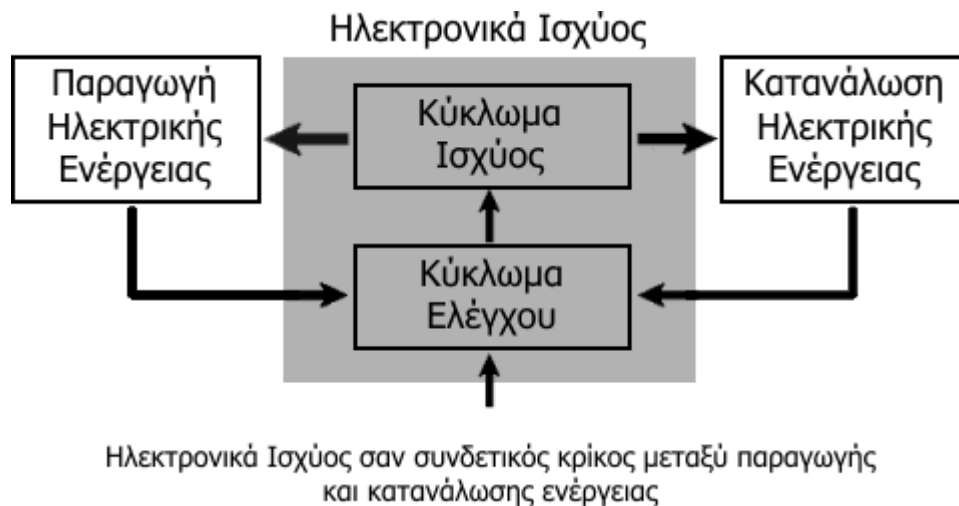 Ηλεκτρονικά Ισχύος
Παραγωγή
Ηλεκτρικής
Ενέργειας
Κύκλωμα
Ισχύος
Κατανάλωση
Ηλεκτρικής
Ενέργειας
Κύκλωμα
Ελέγχου
Ηλεκτρονικά Ισχύος σαν συνδετικός κρίκος μεταξύ παραγωγής
και κατανάλωσης ενέργειας